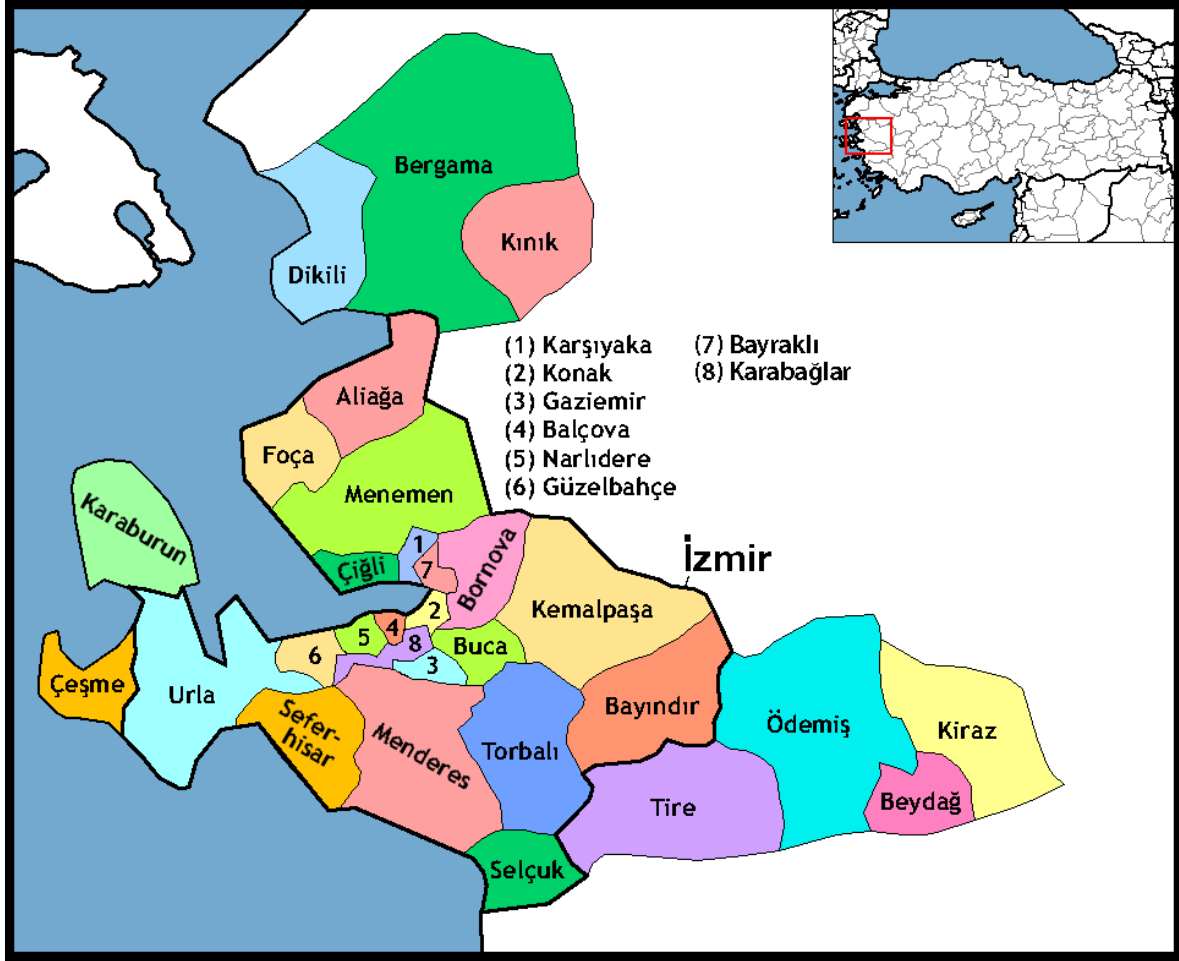 Bergama
Kınık
Dikili
(1) Karşıyaka
(2) Konak
(3) Gaziemir
(4) Balçova
(5) Narlıdere
(6) Güzelbahçe
(7) Bayraklı
(8) Karabağlar
Aliağa
Foça
Menemen
Karaburun
1
Çiğli
7
Bornova
İzmir
Kemalpaşa
2
4
5
8
6
3
Buca
Çeşme
Urla
Sefer-
hisar
Menderes
Torbalı
Bayındır
Ödemiş
Kiraz
Beydağ
Tire
Selçuk